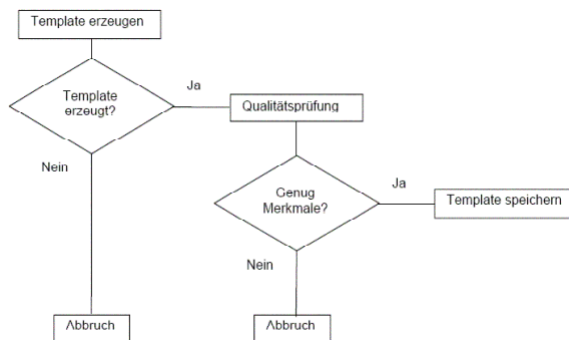 Template erzeugen
Ja
Template
erzeugt?
Qualitätsprüfung
Nein
Ja
Genug
Merkmale?
Template speichern
Nein
Abbruch
Abbruch